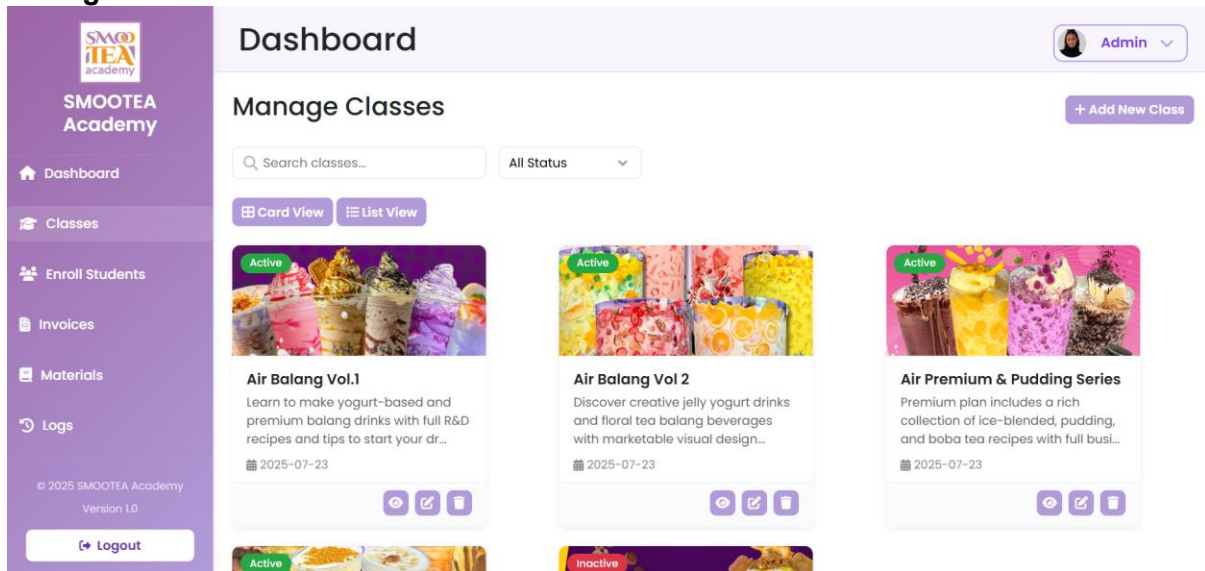 SMOO
TEA
academy
SMOOTEA
Academy
Dashboard
Classes
Enroll Students
Invoices
Materials
Logs
© 2025 SMOOTEA Academy
Version 1.0
Logout
Dashboard
Admin
Manage Classes
+ Add New Class
Search classes...
All Status
Card View
List View
Active
Air Balang Vol.1
Learn to make yogurt-based and
premium balang drinks with full R&D
recipes and tips to start your dr...
2025-07-23
Active
Air Balang Vol 2
Discover creative jelly yogurt drinks
and floral tea balang beverages
with marketable visual design...
2025-07-23
Active
Air Premium & Pudding Series
Premium plan includes a rich
collection of ice-blended, pudding,
and boba tea recipes with full busi...
2025-07-23
Active
Inactive